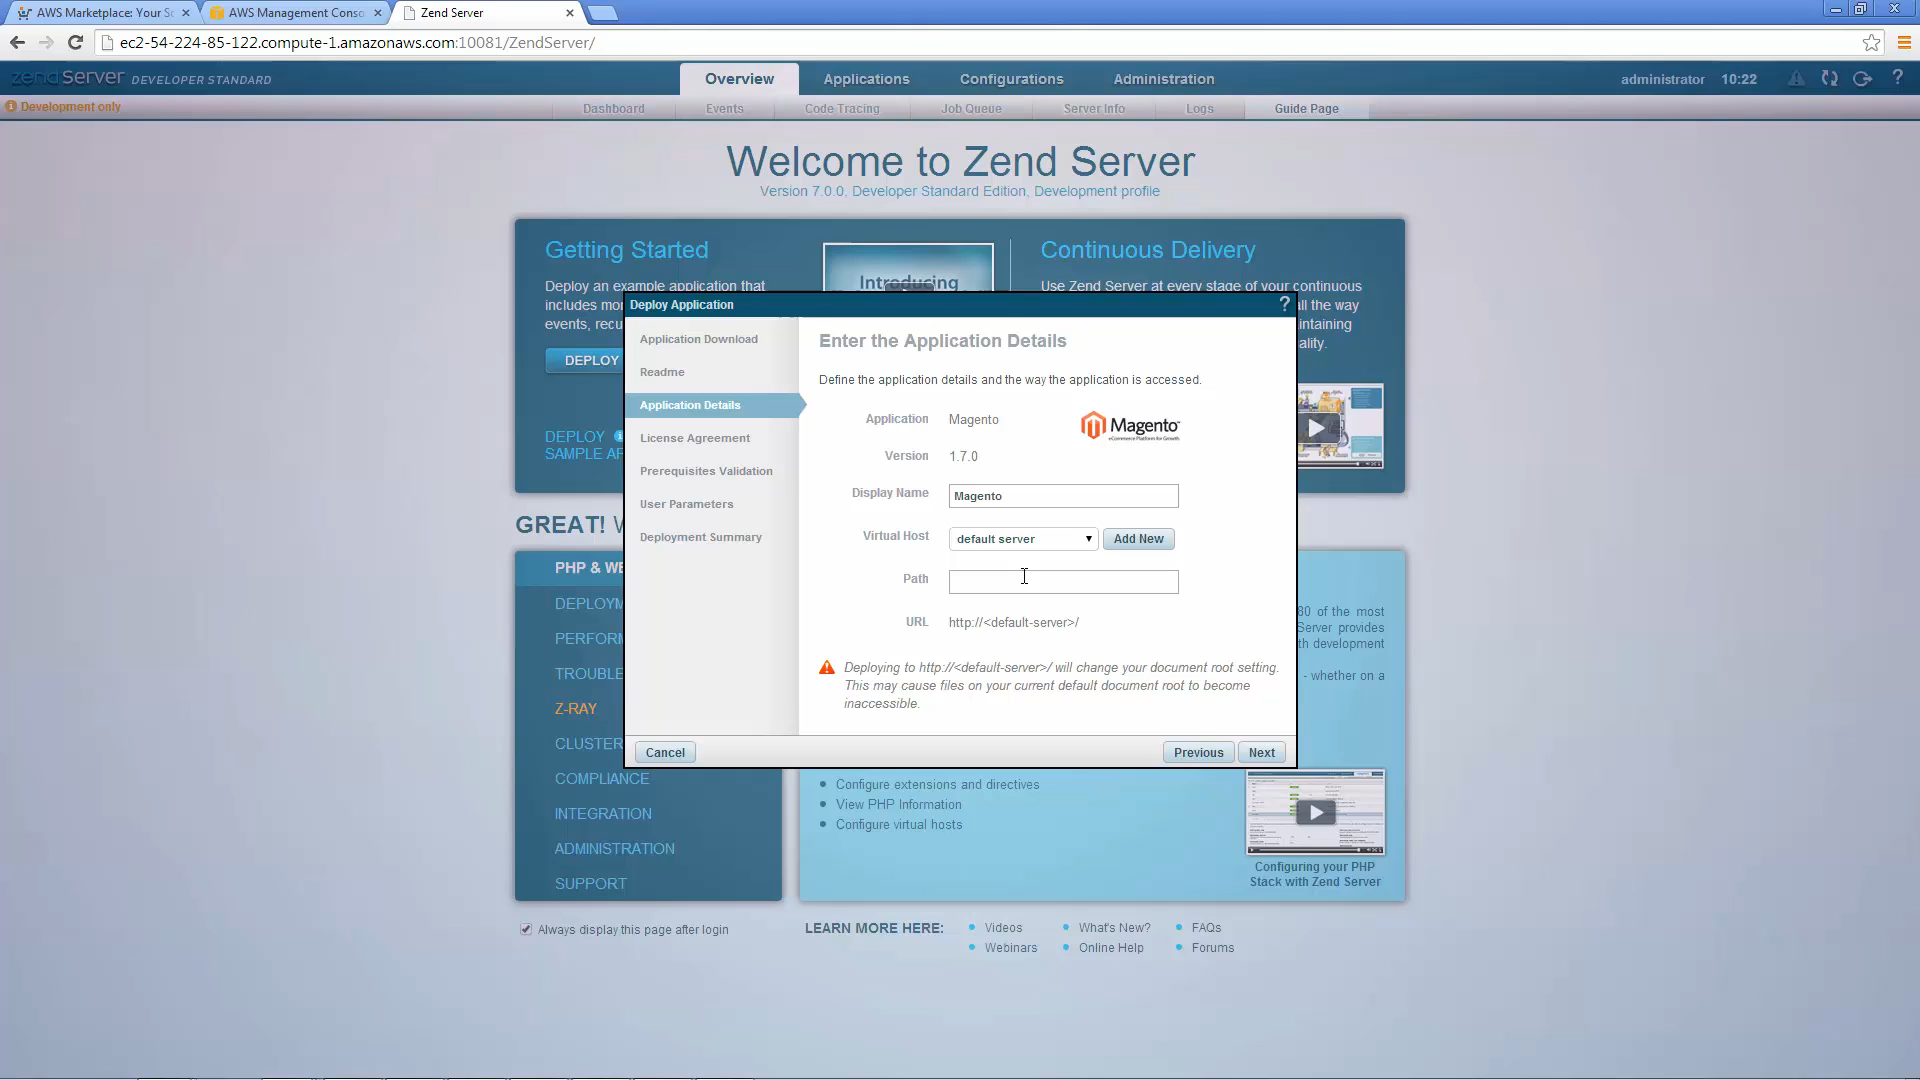 AWS Marketplace: Your Sc
AWS Management Conso
Zend Server
ec2-54-224-85-122.compute-1.amazonaws.com:10081/ZendServer/
zendServer DEVELOPER STANDARD
Overview
Applications
Configurations
Administration
administrator
10:22
?
Development only
Dashboard
Events
Code Tracing
Job Queue
Server Info
Logs
Guide Page
Welcome to Zend Server
Version 7.0.0, Developer Standard Edition, Development profile
Getting Started
Deploy an example application that
includes mo
events, recu
DEPLOY
DEPLOY
SAMPLE AP
Introducing
Continuous Delivery
Use Zend Server at every stage of your continuous
all the way
intaining
ality.
Deploy Application
?
Application Download
Readme
Application Details
License Agreement
Prerequisites Validation
User Parameters
Deployment Summary
Enter the Application Details
Define the application details and the way the application is accessed.
Application Magento
Magento
eCommerce Platform for Growth
Version 1.7.0
Display Name Magento
Virtual Host default server Add New
Path
URL http://<default-server>/
Deploying to http://<default-server>/ will change your document root setting.
This may cause files on your current default document root to become
inaccessible.
Cancel
Previous
Next
GREAT! W
PHP & WE
DEPLOYM
PERFORM
TROUBLE
Z-RAY
CLUSTER
COMPLIANCE
INTEGRATION
ADMINISTRATION
SUPPORT
80 of the most
Server provides
th development
- whether on a
Configure extensions and directives
View PHP Information
Configure virtual hosts
Configuring your PHP
Stack with Zend Server
Always display this page after login
LEARN MORE HERE:
Videos
What's New?
FAQs
Webinars
Online Help
Forums